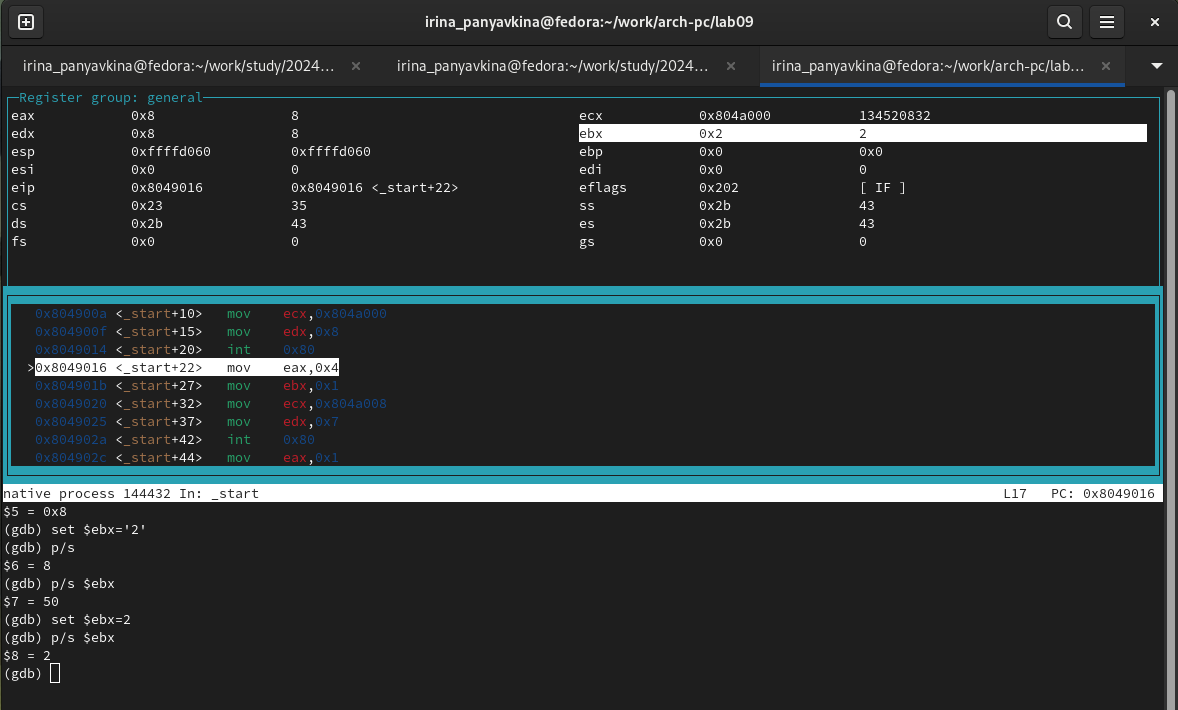 irina_panyavkina@fedora:~/work/arch-pc/lab09
irina_panyavkina@fedora:~/work/study/2024... irina_panyavkina@fedora:~/work/study/2024... irina_panyavkina@fedora:~/work/arch-pc/lab...
Register group: general
eax 0x8 8 ecx 0x804a000 134520832
edx 0x8 8 ebx 0x2 2
esp 0xffffd060 0xffffd060 ebp 0x0 0x0
esi 0x0 0 edi 0x0 0
eip 0x8049016 0x8049016 <_start+22> eflags 0x202 [ IF ]
cs 0x23 35 ss 0x2b 43
ds 0x2b 43 es 0x2b 43
fs 0x0 0 gs 0x0 0
0x804900a <_start+10> mov ecx,0x804a000
0x804900f <_start+15> mov edx,0x8
0x8049014 <_start+20> int 0x80
>0x8049016 <_start+22> mov eax,0x4
0x804901b <_start+27> mov ebx,0x1
0x8049020 <_start+32> mov ecx,0x804a008
0x8049025 <_start+37> mov edx,0x7
0x804902a <_start+42> int 0x80
0x804902c <_start+44> mov eax,0x1
native process 144432 In: _start L17 PC: 0x8049016
$5 = 0x8
(gdb) set $ebx='2'
(gdb) p/s
$6 = 8
(gdb) p/s $ebx
$7 = 50
(gdb) set $ebx=2
(gdb) p/s $ebx
$8 = 2
(gdb)